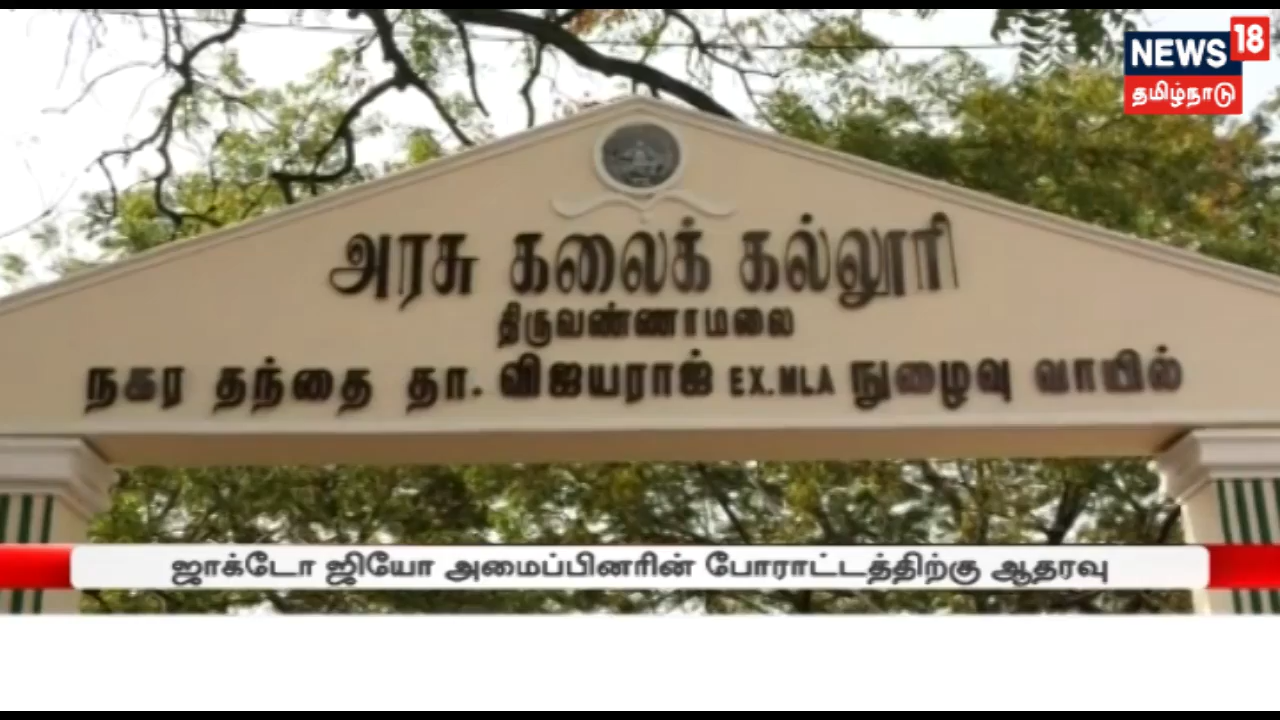 NEWS 18
தமிழ்நாடு
அரசு கலைக் கல்லூரி
திருவண்ணாமலை
நகர தந்தை தா. விஜயராஜ் EX.MLA நுழைவு வாயில்
ஜாக்டோ ஜியோ அமைப்பினரின் போராட்டத்திற்கு ஆதரவு